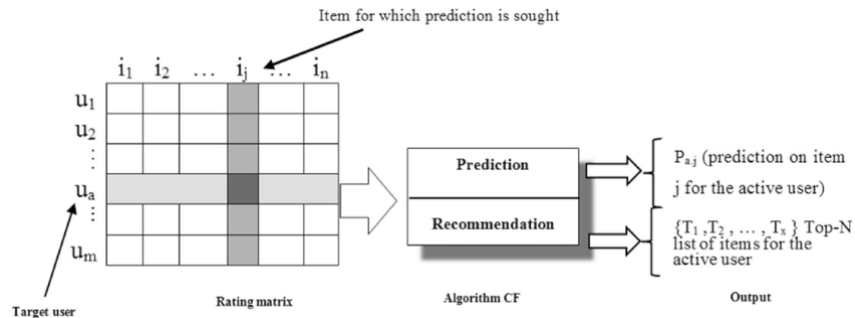 Item for which prediction is sought
i1 i2 ... ij ... in
u1
u2
⋮
ua
⋮
um
Target user
Rating matrix
Prediction
Recommendation
Algorithm CF
Pa,j (prediction on item
j for the active user)
{T1 ,T2 , ... , Tx } Top-N
list of items for the
active user
Output